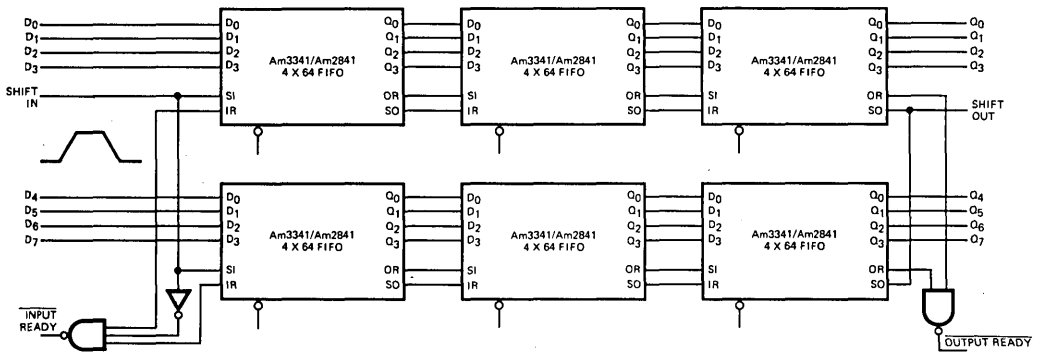 D0 D0 Q0 D0 Q0 D0 Q0 Q0
D1 D1 Q1 D1 Q1 D1 Q1 Q1
D2 D2 Q2 D2 Q2 D2 Q2 Q2
D3 D3 Q3 D3 Q3 D3 Q3 Q3
Am3341/Am2841 Am3341/Am2841 Am3341/Am2841
4 X 64 FIFO 4 X 64 FIFO 4 X 64 FIFO
SHIFT IN SI OR SI OR SI OR
IR SO IR SO IR SO SHIFT OUT
D4 D0 Q0 D0 Q0 D0 Q0 Q4
D5 D1 Q1 D1 Q1 D1 Q1 Q5
D6 D2 Q2 D2 Q2 D2 Q2 Q6
D7 D3 Q3 D3 Q3 D3 Q3 Q7
Am3341/Am2841 Am3341/Am2841 Am3341/Am2841
4 X 64 FIFO 4 X 64 FIFO 4 X 64 FIFO
SI OR SI OR SI OR
IR SO IR SO IR SO
INPUT READY
OUTPUT READY